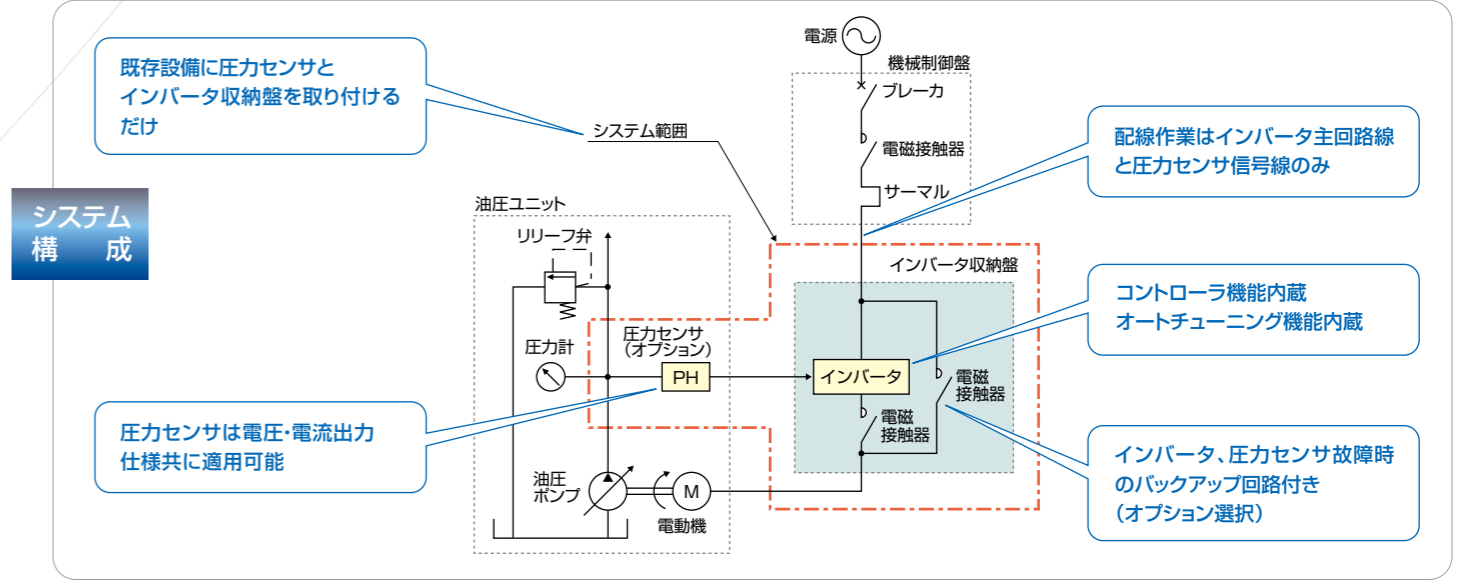 システム
構 成
既存設備に圧力センサと
インバータ収納盤を取り付ける
だけ
圧力センサは電圧・電流出力
仕様共に適用可能
システム範囲
電源
機械制御盤
ブレーカ
電磁接触器
サーマル
油圧ユニット
リリーフ弁
圧力計
圧力センサ
（オプション）
PH
油圧
ポンプ
M
電動機
インバータ収納盤
インバータ
電磁
接触器
電磁
接触器
配線作業はインバータ主回路線
と圧力センサ信号線のみ
コントローラ機能内蔵
オートチューニング機能内蔵
インバータ、圧力センサ故障時
のバックアップ回路付き
（オプション選択）